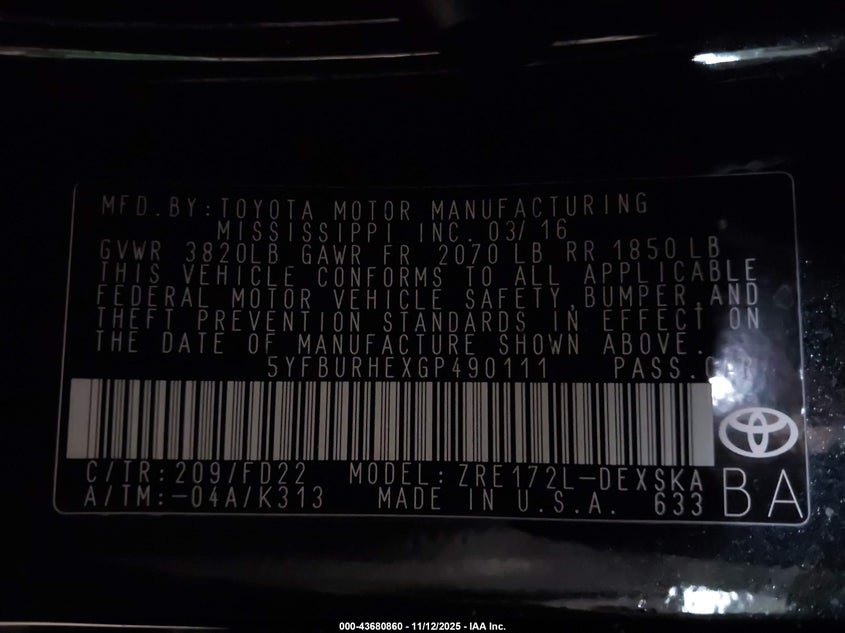 MFD.BY:TOYOTA MOTOR MANUFACTURING
MISSISSIPPI INC. 03/16
GVWR 3820LB GAWR FR 2070 LB RR 1850LB
THIS VEHICLE CONFORMS TO ALL APPLICABLE
FEDERAL MOTOR VEHICLE SAFETY, BUMPER, AND
THEFT PREVENTION STANDARDS IN EFFECT ON
THE DATE OF MANUFACTURE SHOWN ABOVE.
5YFBURHEXGP490111 PASS.
C/TR:209/FD22 MODEL:ZRE172L-DEXSKA
A/TM:-04A/K313 MADE IN U.S.A. 633
BA
000-43680860 - 11/12/2025 - IAA Inc.